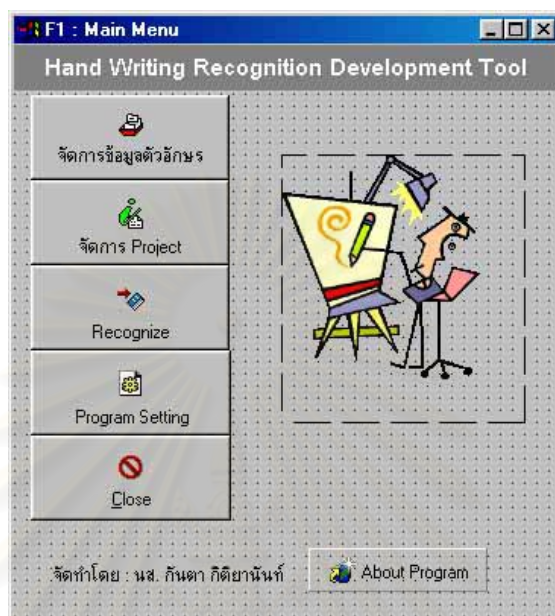 F1 : Main Menu
Hand Writing Recognition Development Tool
จัดการข้อมูลตัวอักษร
จัดการ Project
Recognize
Program Setting
Close
จัดทำโดย : นส. กันตา กิติยานันท์
About Program